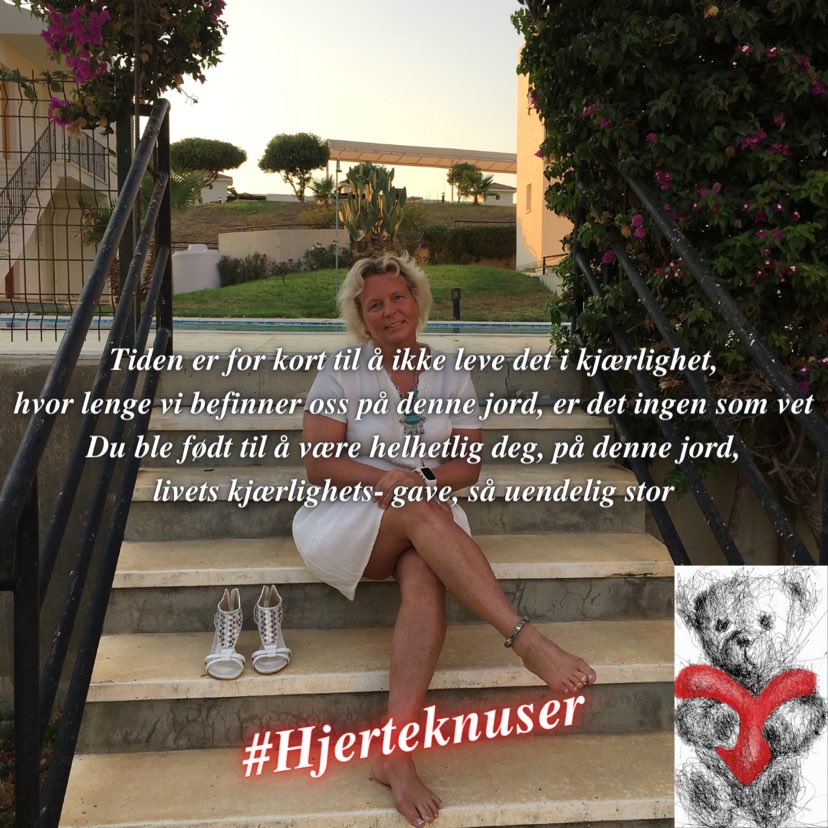 Tiden er for kort til å ikke leve det i kjærlighet,
hvor lenge vi befinner oss på denne jord, er det ingen som vet
Du ble født til å være helhetlig deg, på denne jord,
livets kjærlighets- gave, så uendelig stor
#Hjerteknuser